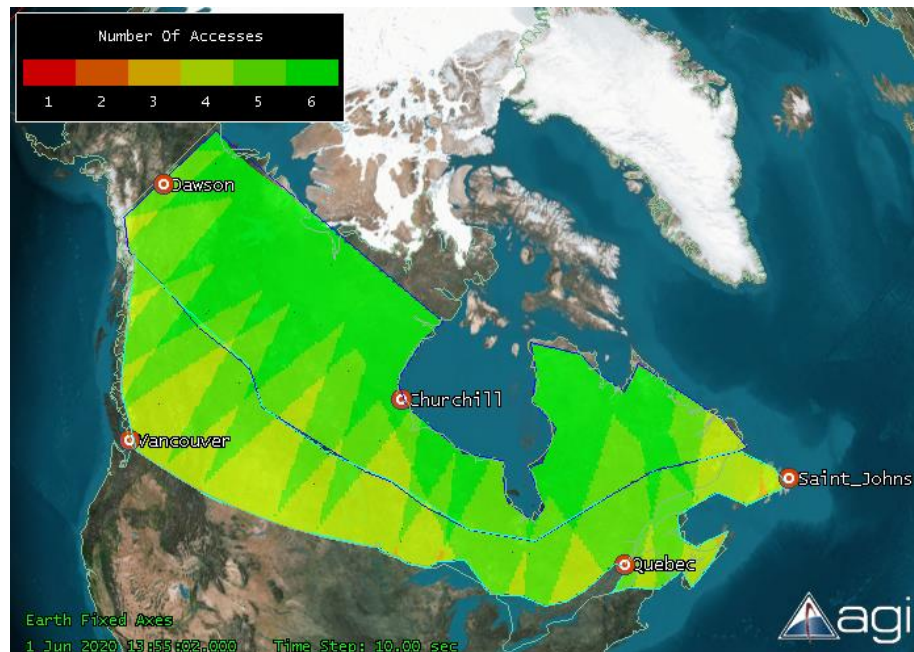 Number Of Accesses
1 2 3 4 5 6
Dawson
Churchill
Vancouver
Saint_Johns
Quebec
Earth Fixed Axes
1 Jun 2020 13:55:02.000 Time Step: 10.00 sec
agi